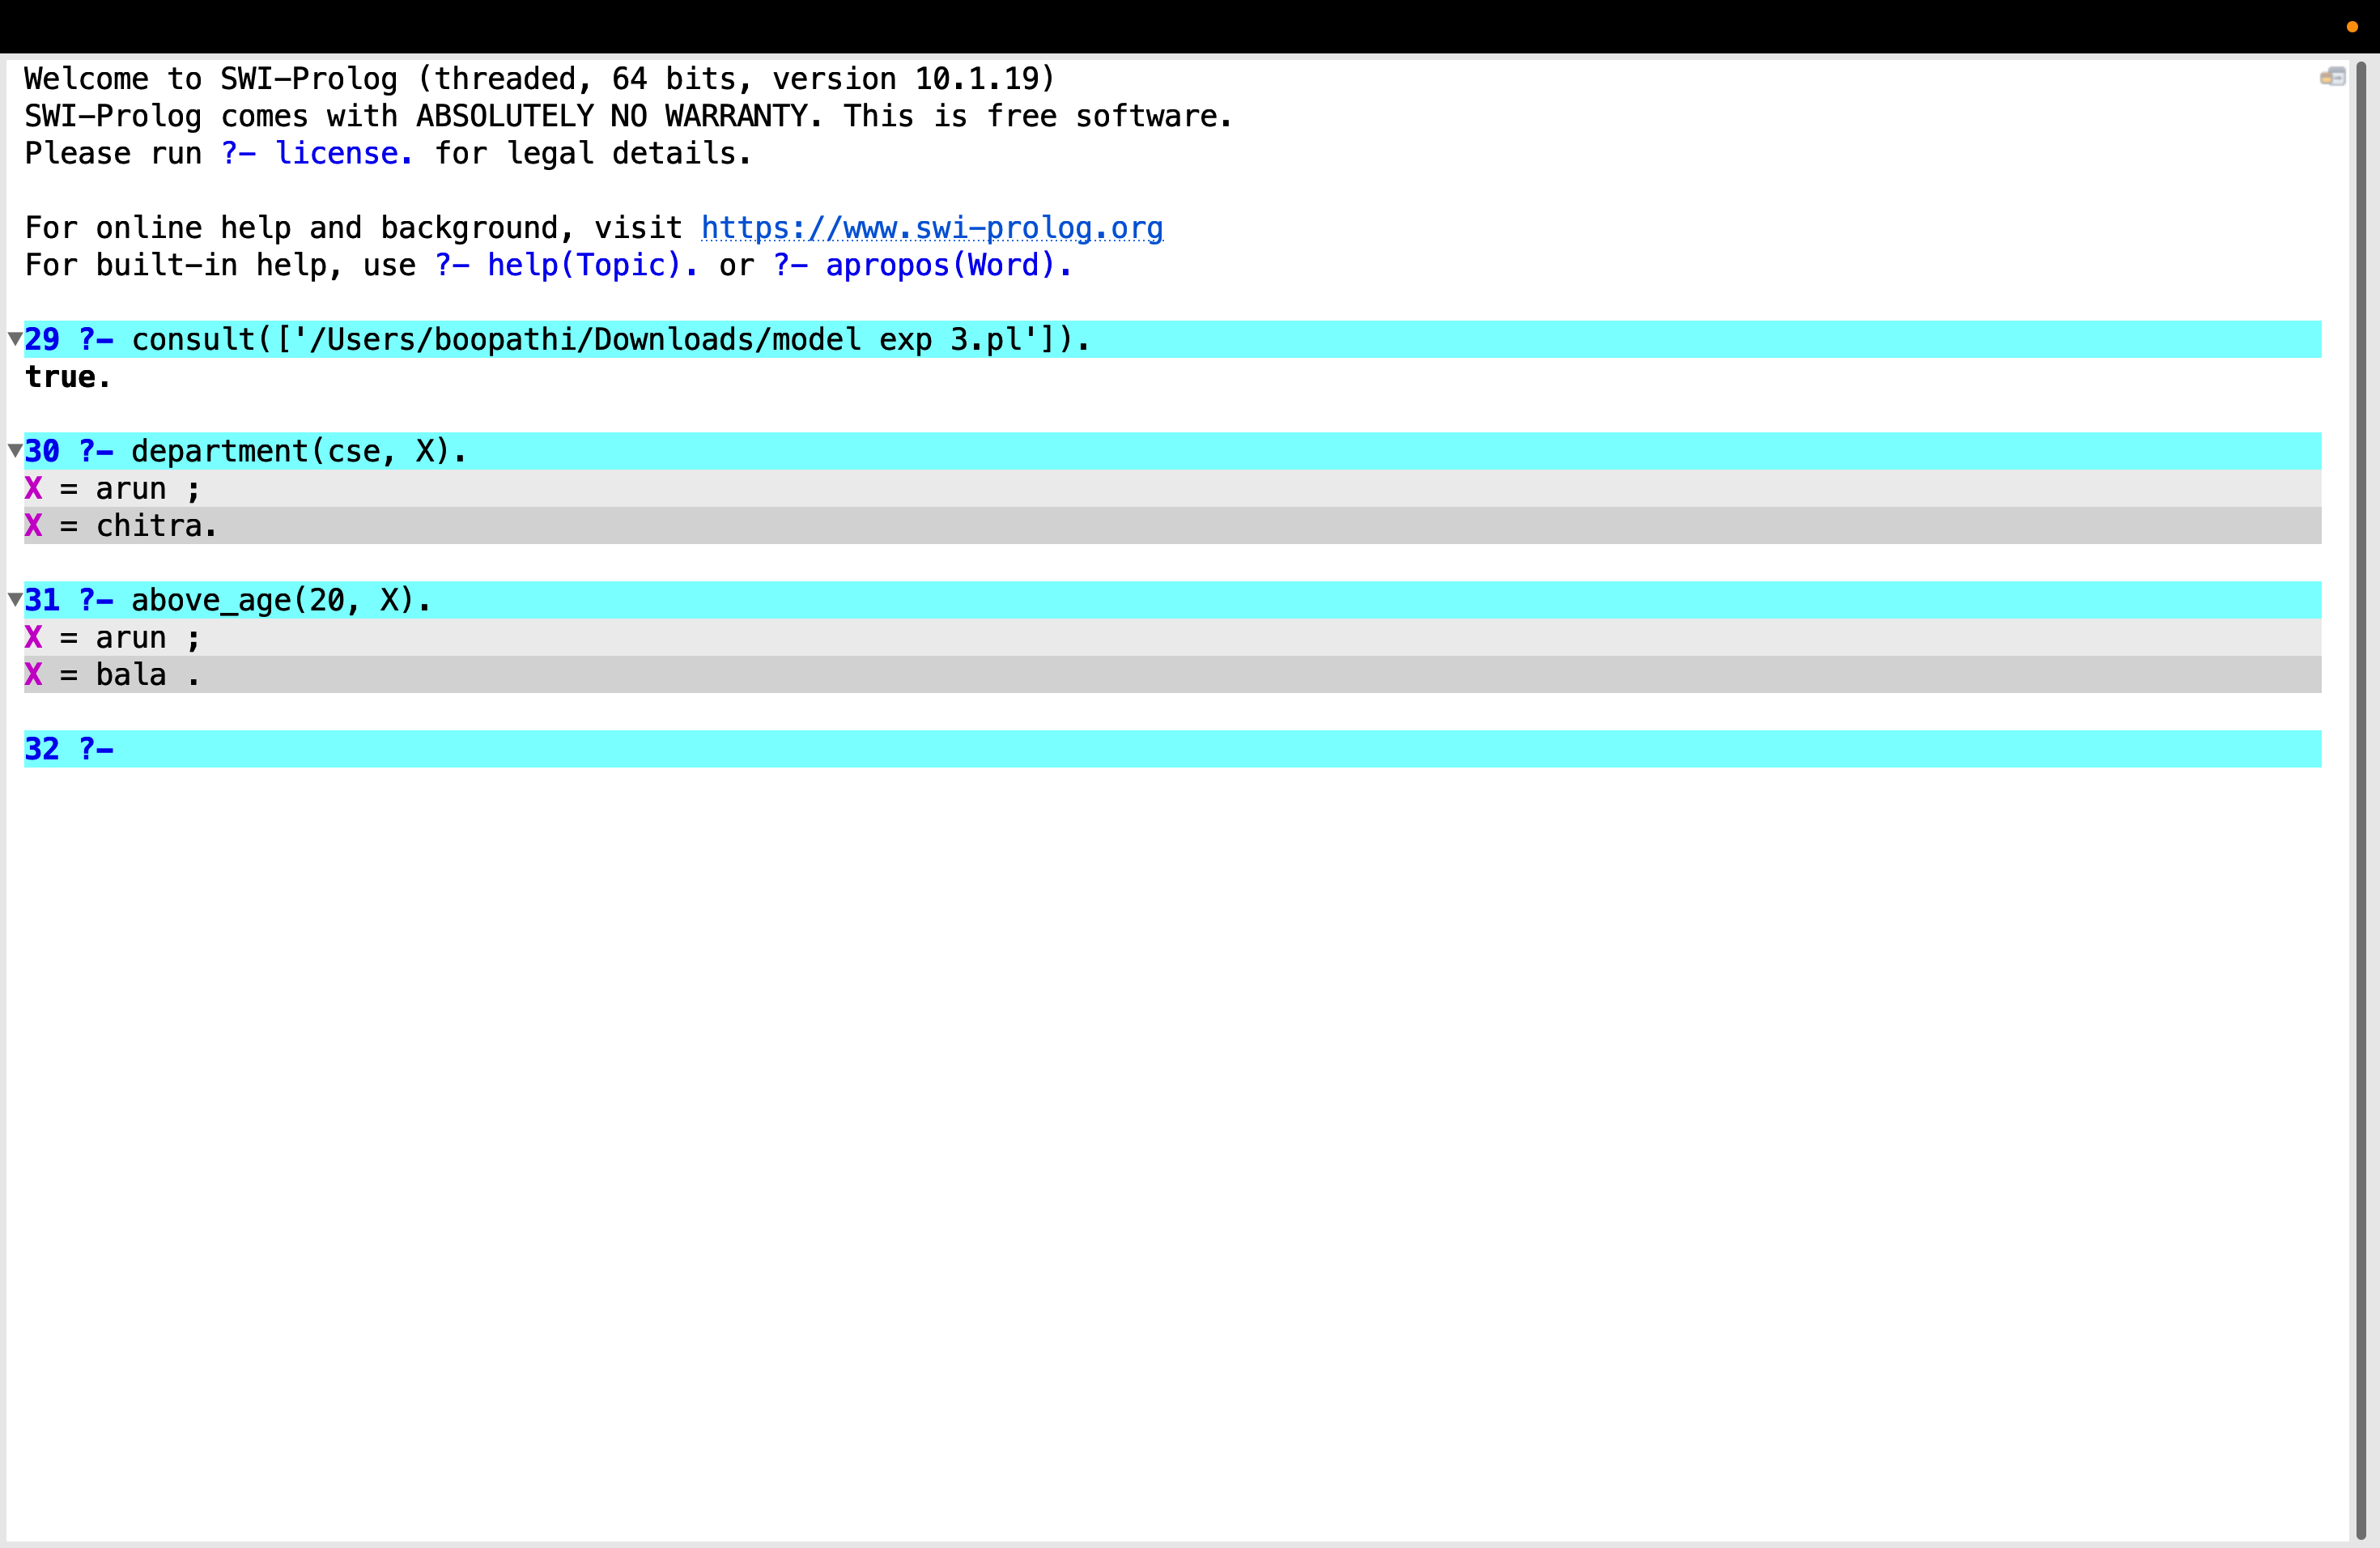 Welcome to SWI-Prolog (threaded, 64 bits, version 10.1.19)
SWI-Prolog comes with ABSOLUTELY NO WARRANTY. This is free software.
Please run ?- license. for legal details.
For online help and background, visit https://www.swi-prolog.org
For built-in help, use ?- help(Topic). or ?- apropos(Word).
29 ?- consult(['/Users/boopathi/Downloads/model exp 3.pl']).
true.
30 ?- department(cse, X).
X = arun ;
X = chitra.
31 ?- above_age(20, X).
X = arun ;
X = bala .
32 ?-